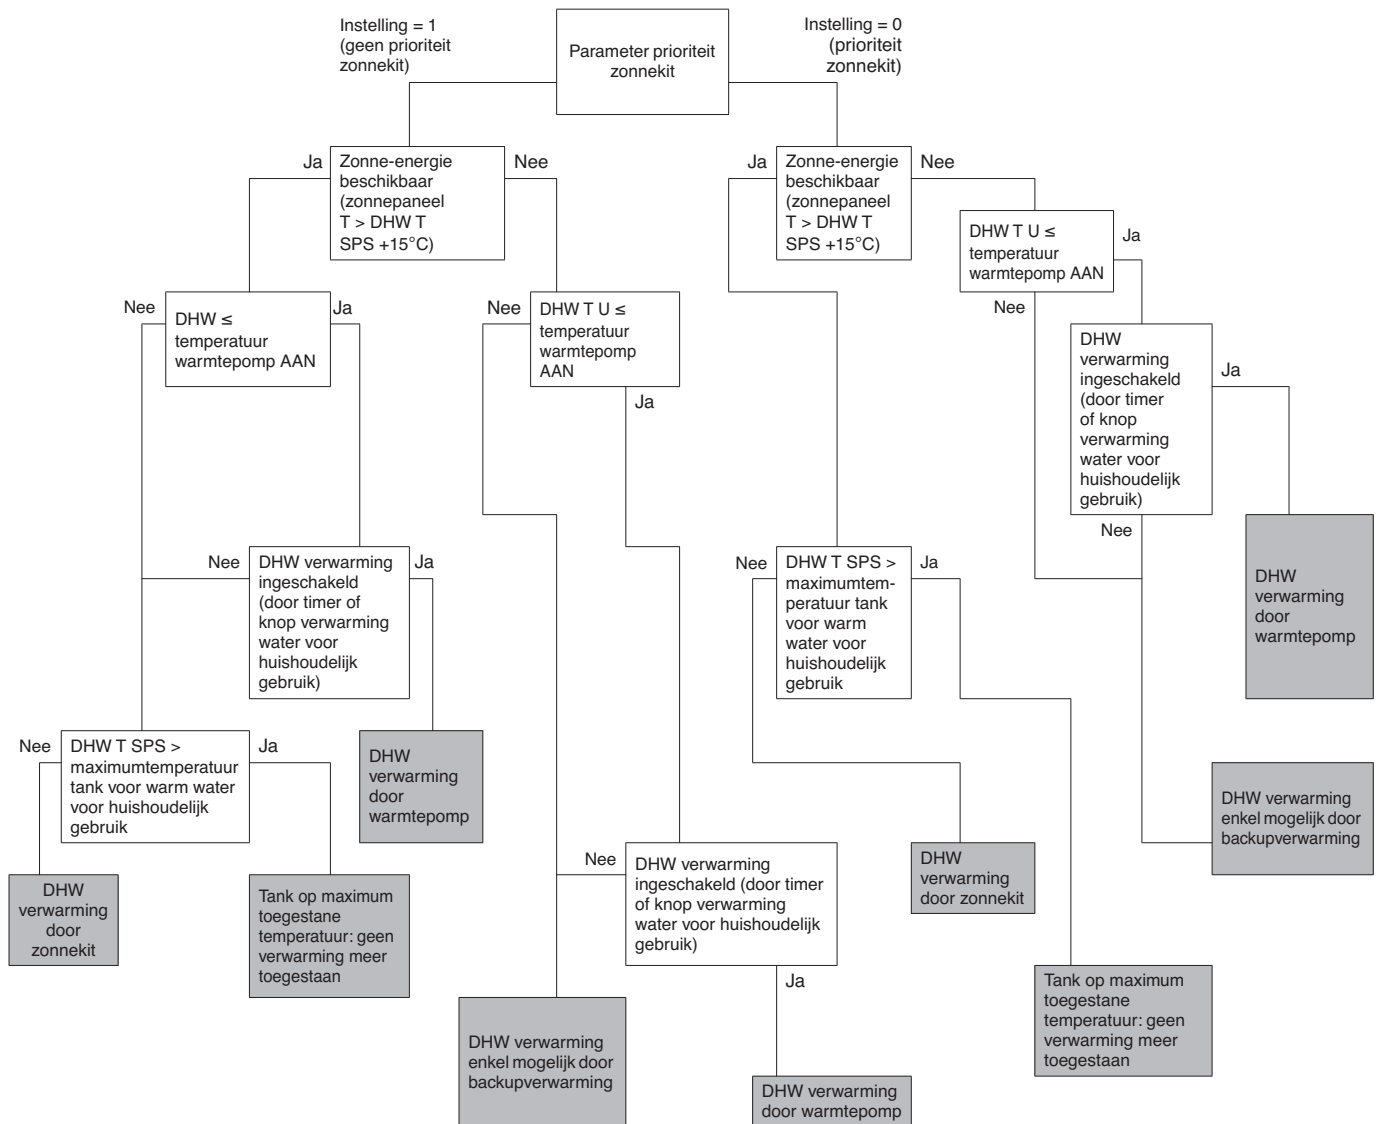 Instelling = 1
(geen prioriteit
zonnekit)
Parameter prioriteit
zonnekit
Instelling = 0
(prioriteit
zonnekit)
Ja
Zonne-energie
beschikbaar
(zonnepaneel
T > DHW T
SPS +15°C)
Nee
Ja
Zonne-energie
beschikbaar
(zonnepaneel
T > DHW T
SPS +15°C)
Nee
DHW T U ≤
temperatuur
warmtepomp AAN
Ja
Nee
Nee
DHW ≤
temperatuur
warmtepomp AAN
Ja
Nee
DHW T U ≤
temperatuur
warmtepomp
AAN
Ja
DHW
verwarming
ingeschakeld
(door timer
of knop
verwarming
water voor
huishoudelijk
gebruik)
Ja
Nee
Nee
DHW verwarming
ingeschakeld
(door timer of
knop verwarming
water voor
huishoudelijk
gebruik)
Ja
Nee
DHW T SPS >
maximumtem-
peratuur tank
voor warm
water voor
huishoudelijk
gebruik
Ja
DHW
verwarming
door
warmtepomp
Nee
DHW T SPS >
maximumtemperatuur
tank voor warm water
voor huishoudelijk
gebruik
Ja
DHW
verwarming
door
warmtepomp
DHW verwarming
enkel mogelijk door
backupverwarming
Nee
DHW verwarming
ingeschakeld (door timer
of knop verwarming
water voor huishoudelijk
gebruik)
Ja
DHW
verwarming
door zonnekit
DHW
verwarming
door
zonnekit
Tank op maximum
toegestane
temperatuur: geen
verwarming meer
toegestaan
Tank op maximum
toegestane
temperatuur: geen
verwarming meer
toegestaan
DHW verwarming
enkel mogelijk door
backupverwarming
DHW verwarming
door warmtepomp